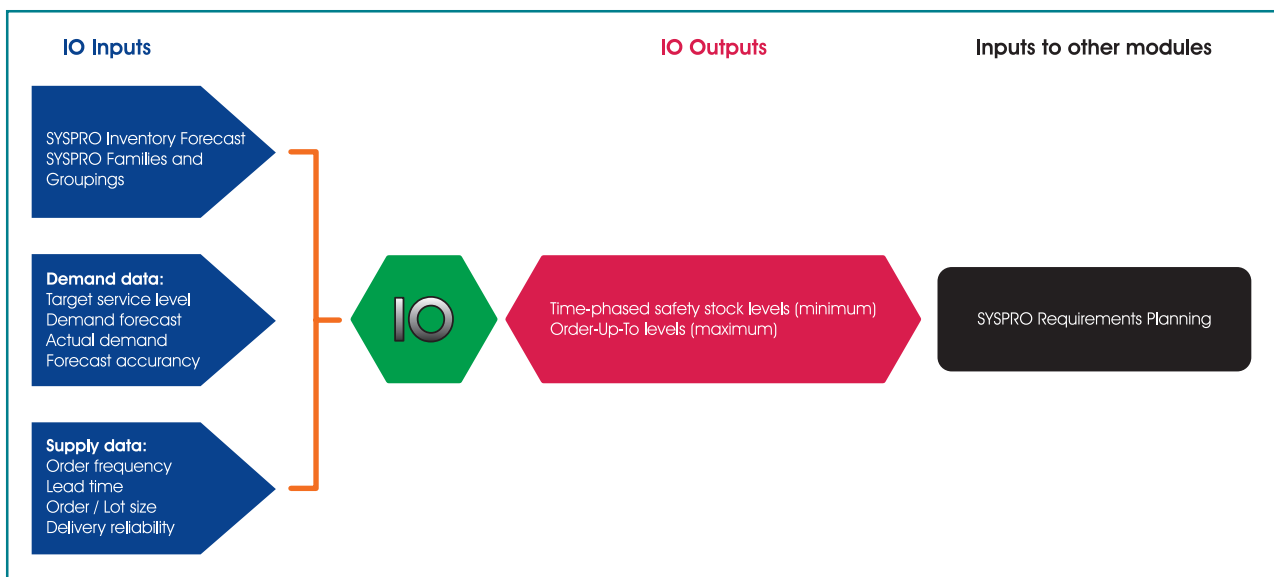 IO Inputs
IO Outputs
Inputs to other modules
SYSPRO Inventory Forecast
SYSPRO Families and
Groupings
Demand data:
Target service level
Demand forecast
Actual demand
Forecast accurancy
Supply data:
Order frequency
Lead time
Order / Lot size
Delivery reliability
IO
Time-phased safety stock levels (minimum)
Order-Up-To levels (maximum)
SYSPRO Requirements Planning